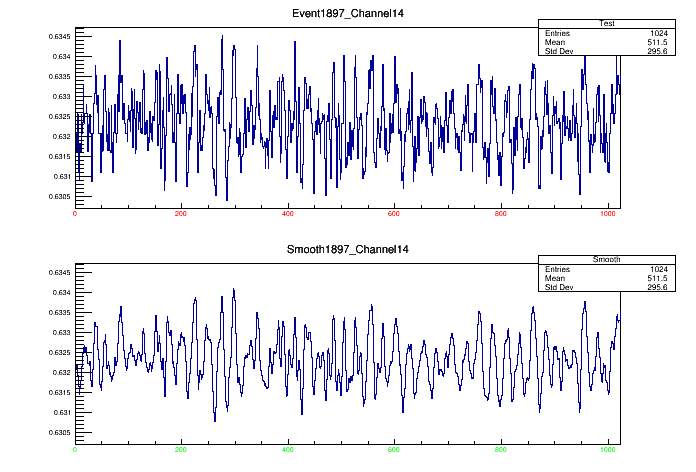 Event1897_Channel14
Test
Entries 1024
Mean 511.5
Std Dev 295.6
0.6345
0.634
0.6335
0.633
0.6325
0.632
0.6315
0.631
0.6305
0 200 400 600 800 1000
Smooth1897_Channel14
Smooth
Entries 1024
Mean 511.5
Std Dev 295.6
0.6345
0.634
0.6335
0.633
0.6325
0.632
0.6315
0.631
0.6305
0 200 400 600 800 1000